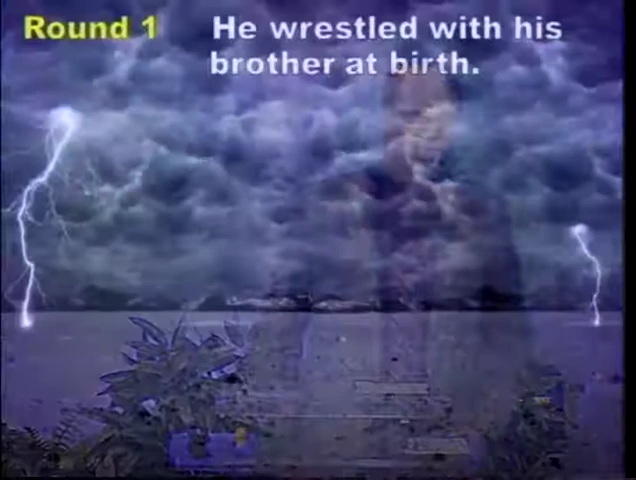 Round 1
He wrestled with his
brother at birth.